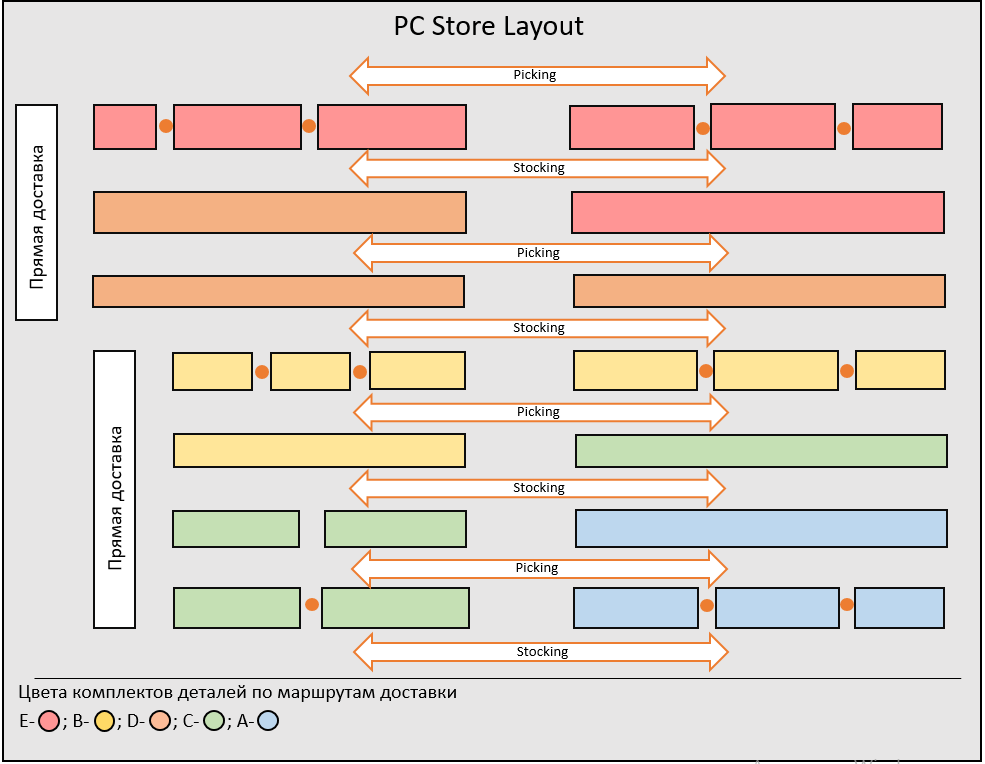 PC Store Layout
Picking
Прямая доставка
Stocking
Picking
Stocking
Прямая доставка
Picking
Stocking
Picking
Stocking
Цвета комплектов деталей по маршрутам доставки
E- ; B- ; D- ; C- ; A-